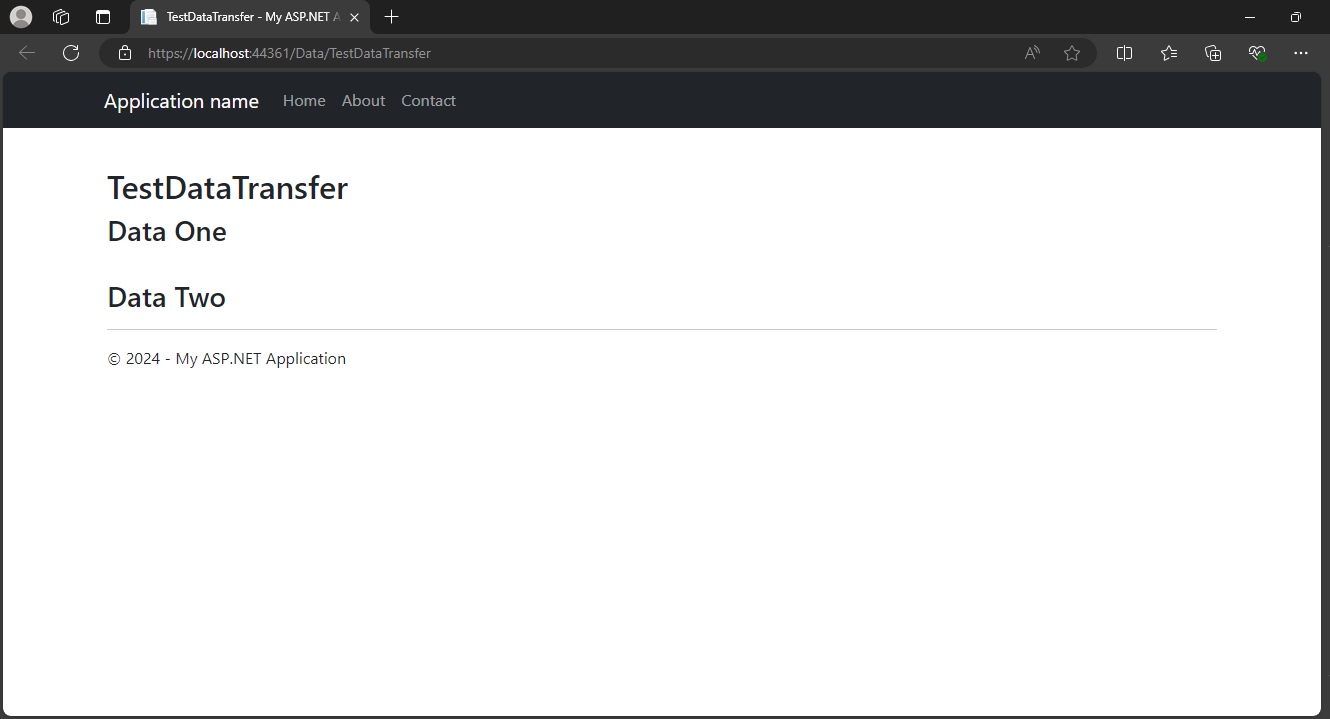 TestDataTransfer - My ASP.NET A
https://localhost:44361/Data/TestDataTransfer
Application name Home About Contact
TestDataTransfer
Data One
Data Two
© 2024 - My ASP.NET Application